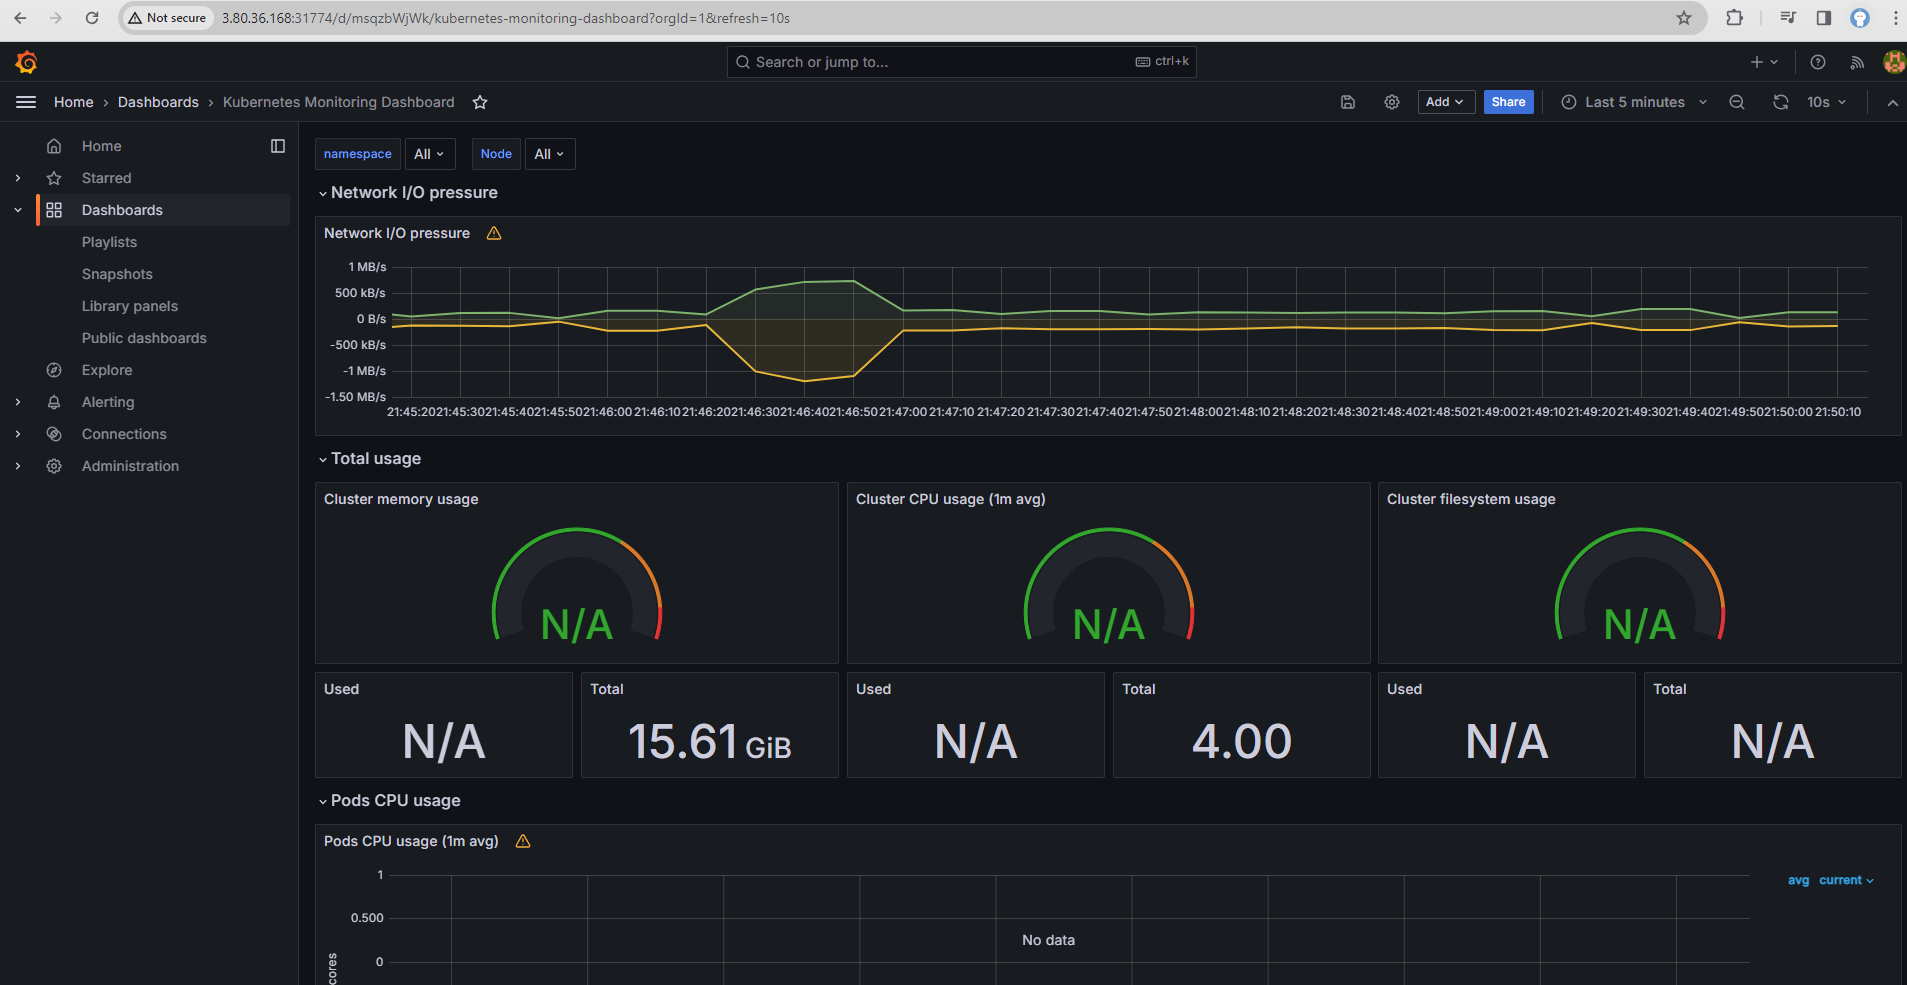 Not secure 3.80.36.168:31774/d/msqzbWjWk/kubernetes-monitoring-dashboard?orgId=1&refresh=10s
Search or jump to... ctrl+k
Home › Dashboards › Kubernetes Monitoring Dashboard Add Share Last 5 minutes 10s
Home
Starred
Dashboards
Playlists
Snapshots
Library panels
Public dashboards
Explore
Alerting
Connections
Administration
namespace All Node All
Network I/O pressure
Network I/O pressure
1 MB/s
500 kB/s
0 B/s
-500 kB/s
-1 MB/s
-1.50 MB/s
21:45:20 21:45:30 21:45:40 21:45:50 21:46:00 21:46:10 21:46:20 21:46:30 21:46:40 21:46:50 21:47:00 21:47:10 21:47:20 21:47:30 21:47:40 21:47:50 21:48:00 21:48:10 21:48:20 21:48:30 21:48:40 21:48:50 21:49:00 21:49:10 21:49:20 21:49:30 21:49:40 21:49:50 21:50:00 21:50:10
Total usage
Cluster memory usage
N/A
Cluster CPU usage (1m avg)
N/A
Cluster filesystem usage
N/A
Used
N/A
Total
15.61 GiB
Used
N/A
Total
4.00
Used
N/A
Total
N/A
Pods CPU usage
Pods CPU usage (1m avg)
1
0.500
0
cores
No data
avg current